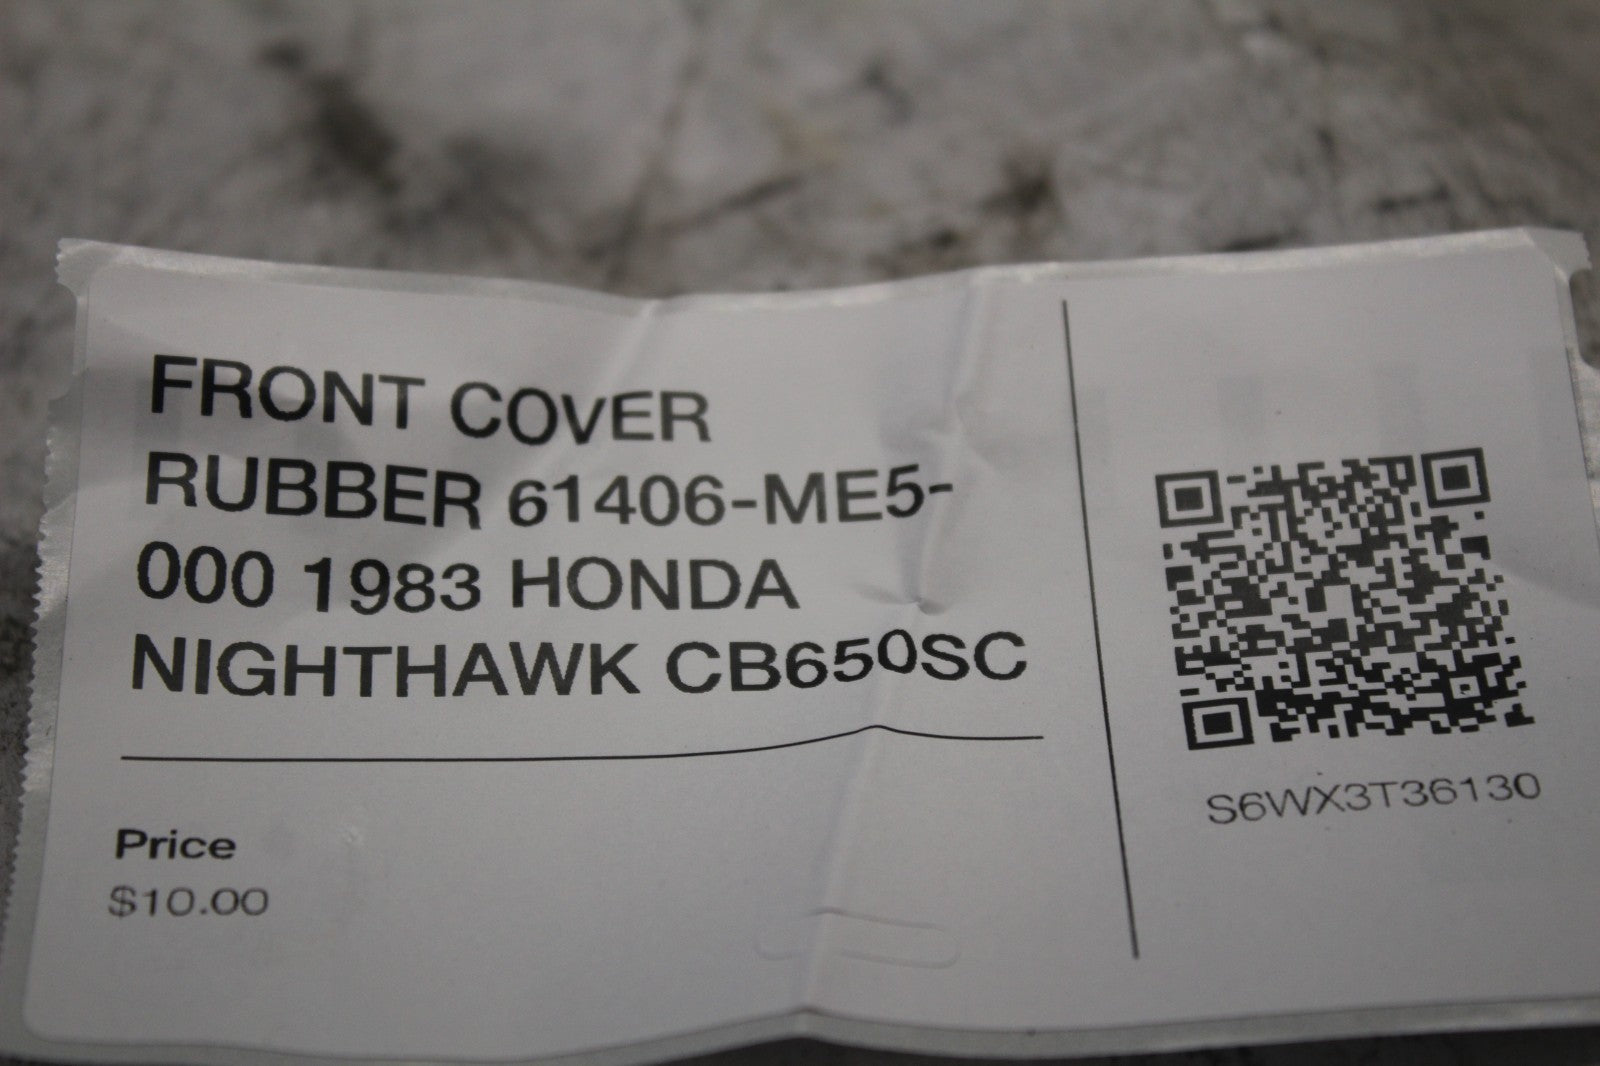 FRONT COVER
RUBBER 61406-ME5-
000 1983 HONDA
NIGHTHAWK CB650SC
Price
$10.00
S6WX3T36130